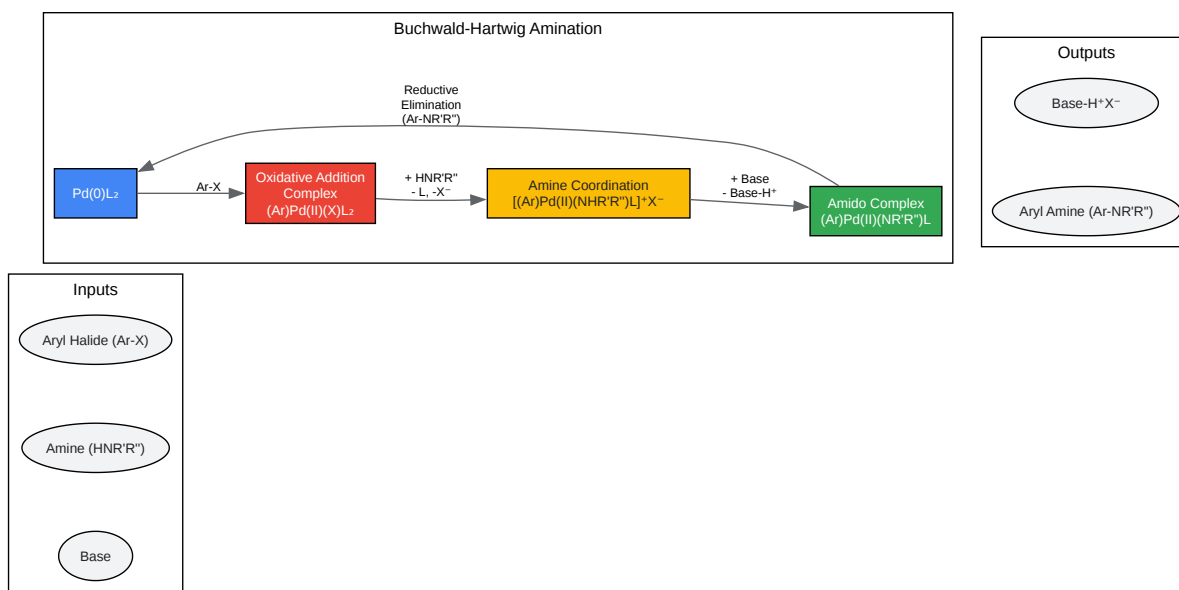 Buchwald-Hartwig Amination
Reductive
Elimination
(Ar-NR'R")
Pd(0)L₂
Ar-X
Oxidative Addition
Complex
(Ar)Pd(II)(X)L₂
+ HNR'R"
- L, -X⁻
Amine Coordination
[(Ar)Pd(II)(NHR'R")L]⁺X⁻
+ Base
- Base-H⁺
Amido Complex
(Ar)Pd(II)(NR'R")L
Outputs
Base-H⁺X⁻
Aryl Amine (Ar-NR'R")
Inputs
Aryl Halide (Ar-X)
Amine (HNR'R")
Base